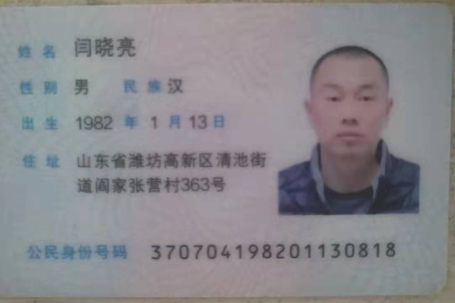 姓名 闫晓亮
性别 男 民族 汉
出生 1982 年 1 月 13 日
住址 山东省潍坊高新区清池街
道阎家张营村363号
公民身份号码 370704198201130818